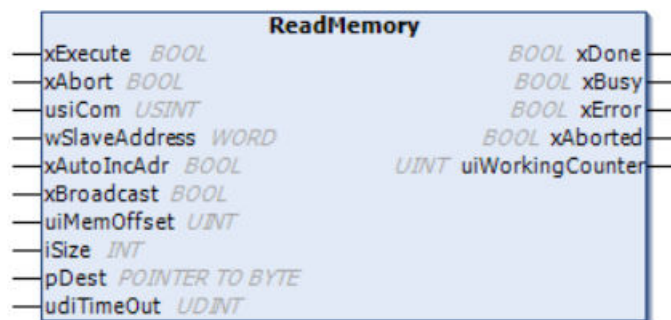 ReadMemory
xExecute BOOL BOOL xDone
xAbort BOOL BOOL xBusy
usiCom USINT BOOL xError
wSlaveAddress WORD BOOL xAborted
xAutoIncAdr BOOL UINT uiWorkingCounter
xBroadcast BOOL
uiMemOffset UINT
iSize INT
pDest POINTER TO BYTE
udiTimeOut UDINT